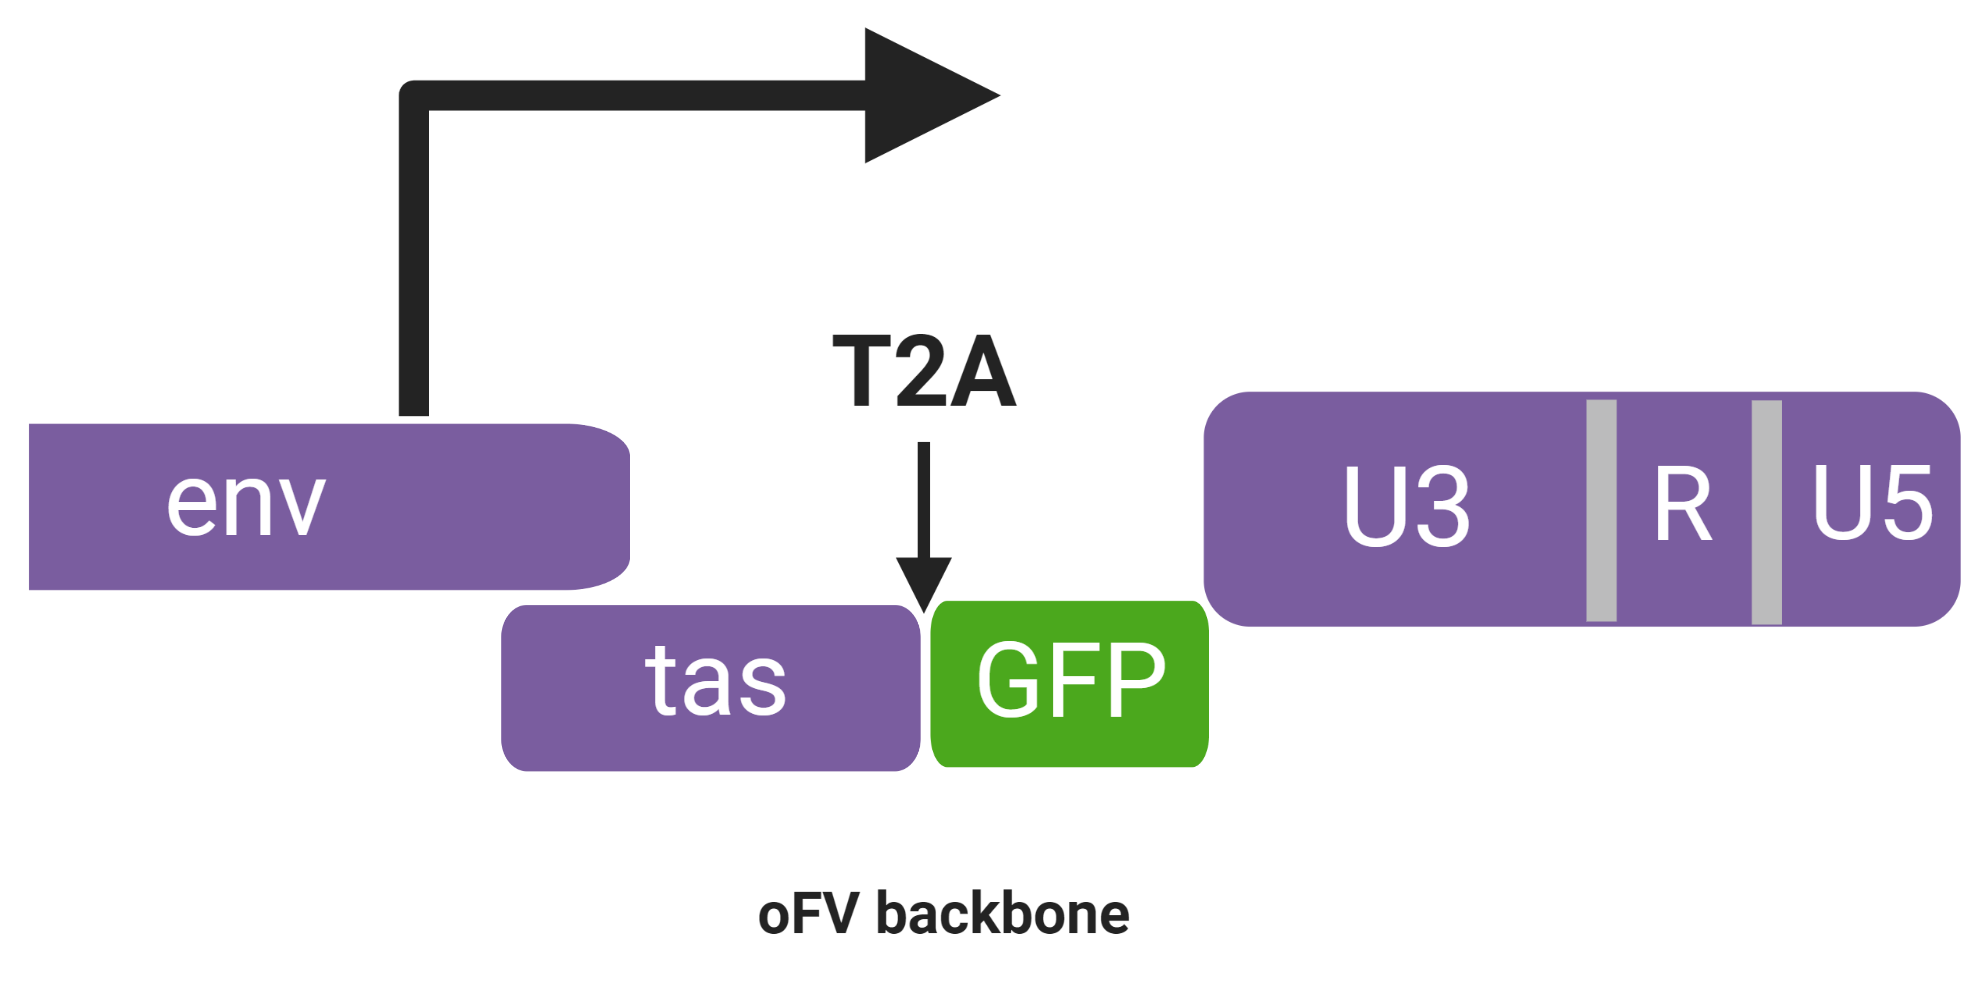 T2A
env
U3
R
U5
tas
GFP
oFV backbone